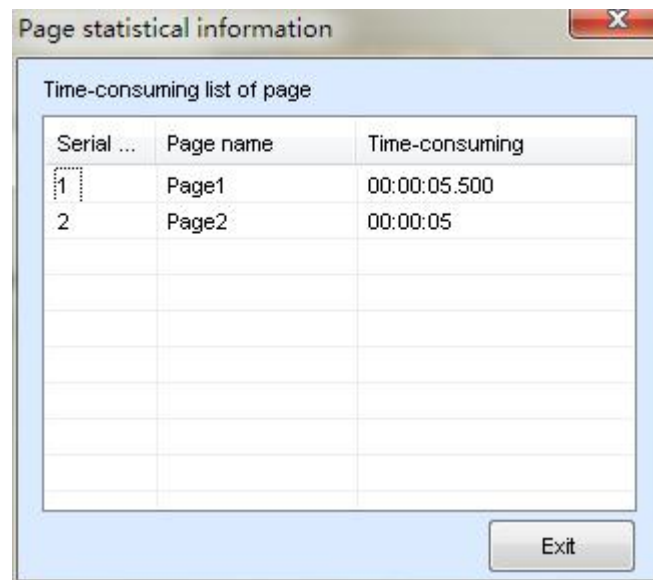 Page statistical information
Time-consuming list of page
Serial ... Page name Time-consuming
1 Page1 00:00:05.500
2 Page2 00:00:05
Exit